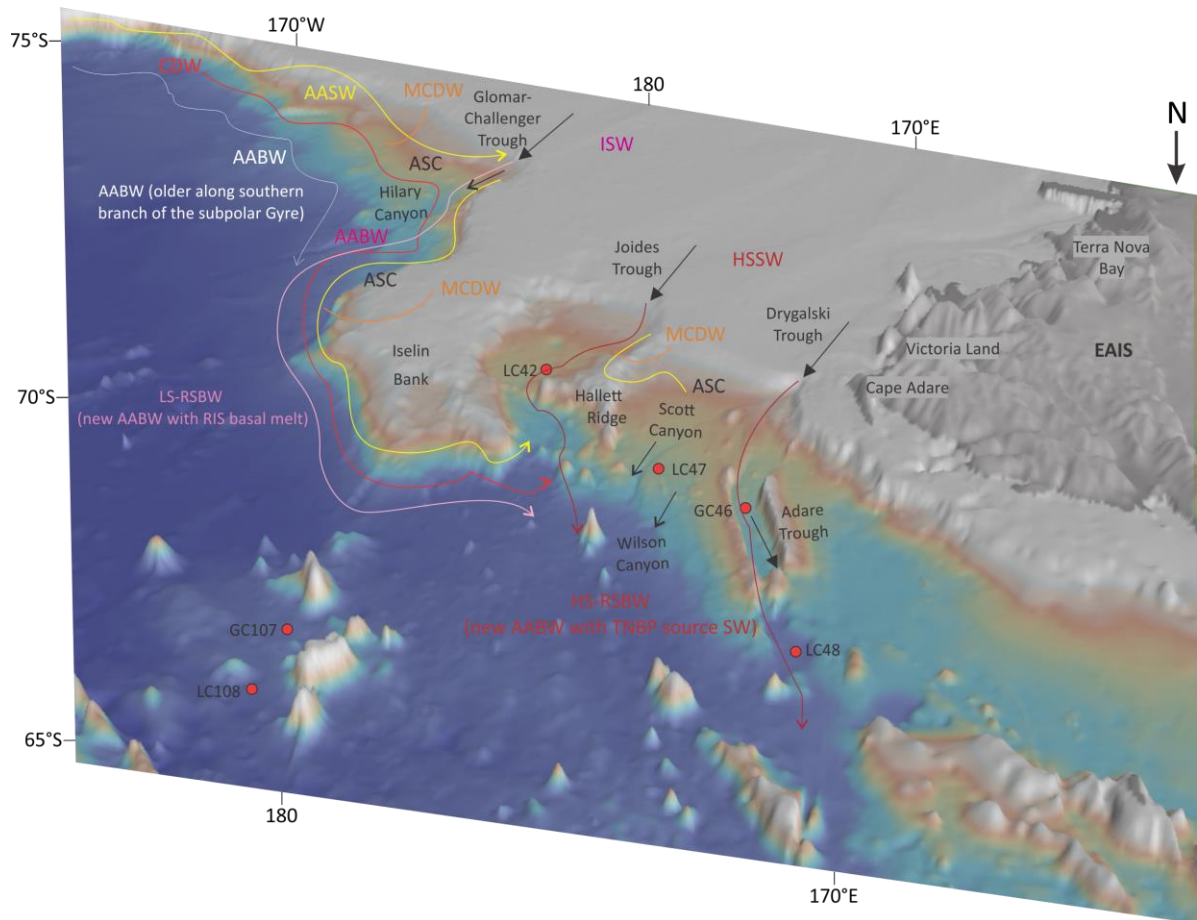 170°W
75°S
CDW
AASW
MCDW
Glomar-
Challenger
Trough
180
170°E
N
ISW
AABW
ASC
AABW (older along southern
branch of the subpolar Gyre)
Hilary
Canyon
AABW
Joides
Trough
HSSW
Terra Nova
Bay
ASC
MCDW
Drygalski
Trough
MCDW
Victoria Land
EAIS
Iselin
Bank
LC42
ASC
Cape Adare
70°S
LS-RSBW
(new AABW with RIS basal melt)
Hallett
Ridge
Scott
Canyon
LC47
GC46
Adare
Trough
Wilson
Canyon
HS-RSBW
(new AABW with TNBP source SW)
GC107
LC48
LC108
65°S
180
170°E